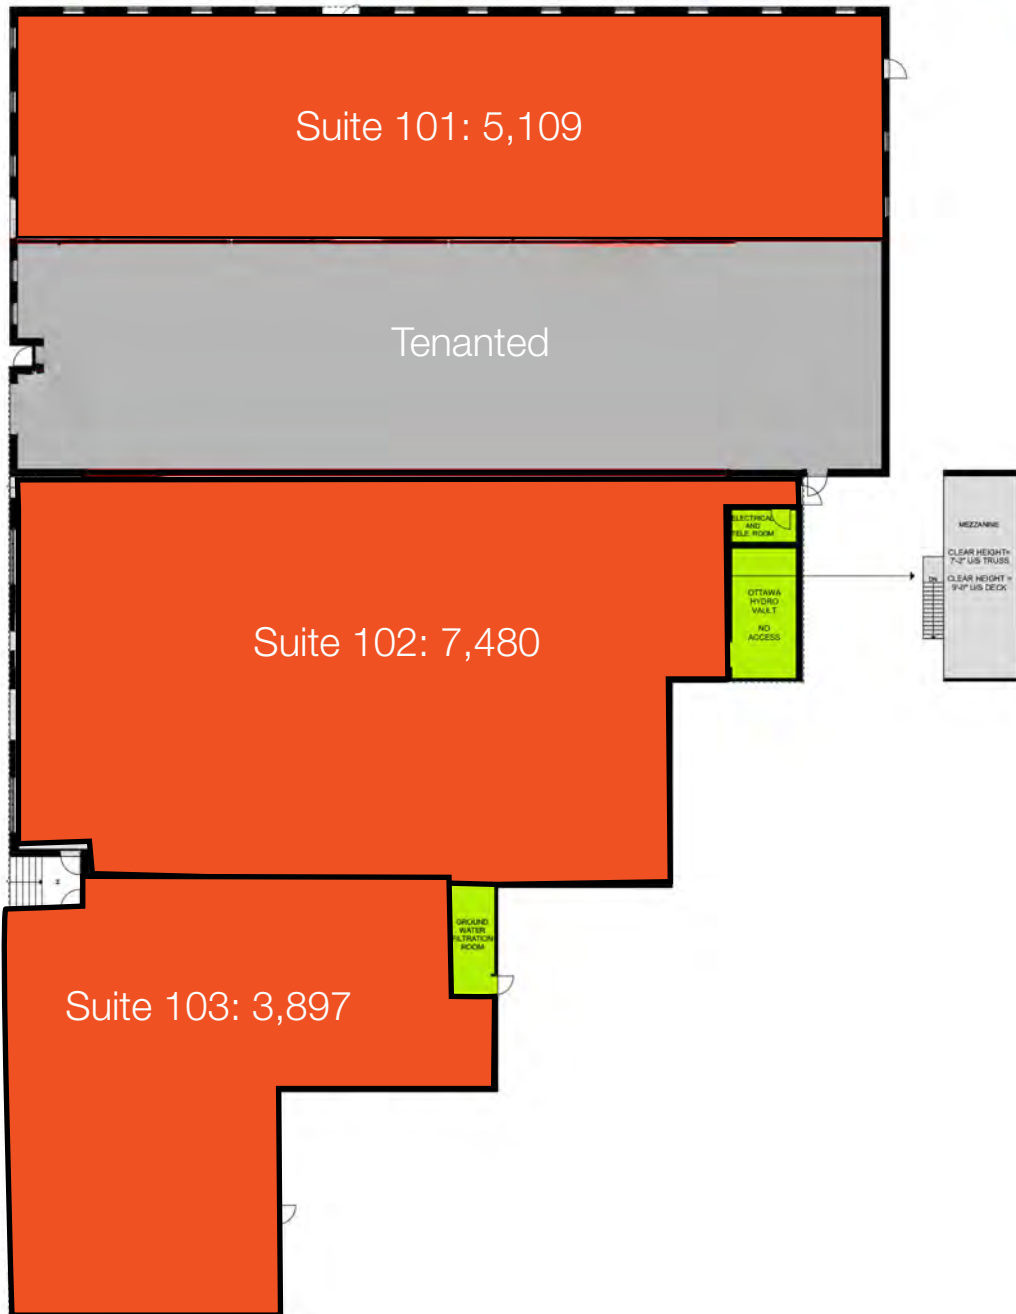 Suite 101: 5,109
Tenanted
ELECTRICAL
AND
TELE. ROOM
MEZZANINE
CLEAR HEIGHT=
7'-2" U/S TRUSS
CLEAR HEIGHT =
9'-0" U/S DECK
DN
OTTAWA
HYDRO
VAULT
NO
ACCESS
Suite 102: 7,480
GROUND
WATER
FILTRATION
ROOM
Suite 103: 3,897